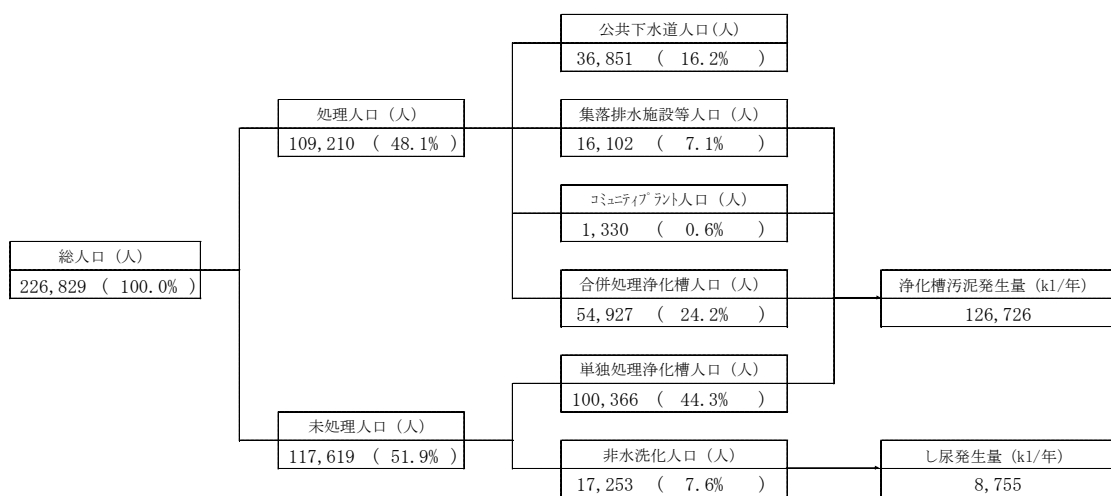 公共下水道人口(人)
36,851 ( 16.2% )
処理人口 (人)
109,210 ( 48.1%)
集落排水施設等人口 (人)
16,102 ( 7.1% )
コミュニティプラント人口 (人)
1,330 ( 0.6% )
総人口 (人)
226,829 ( 100.0% )
合併処理浄化槽人口 (人)
54,927 ( 24.2% )
浄化槽汚泥発生量 (kl/年)
126,726
単独処理浄化槽人口 (人)
100,366 ( 44.3% )
未処理人口 (人)
117,619 ( 51.9%)
非水洗化人口 (人)
17,253 ( 7.6% )
し尿発生量 (kl/年)
8,755